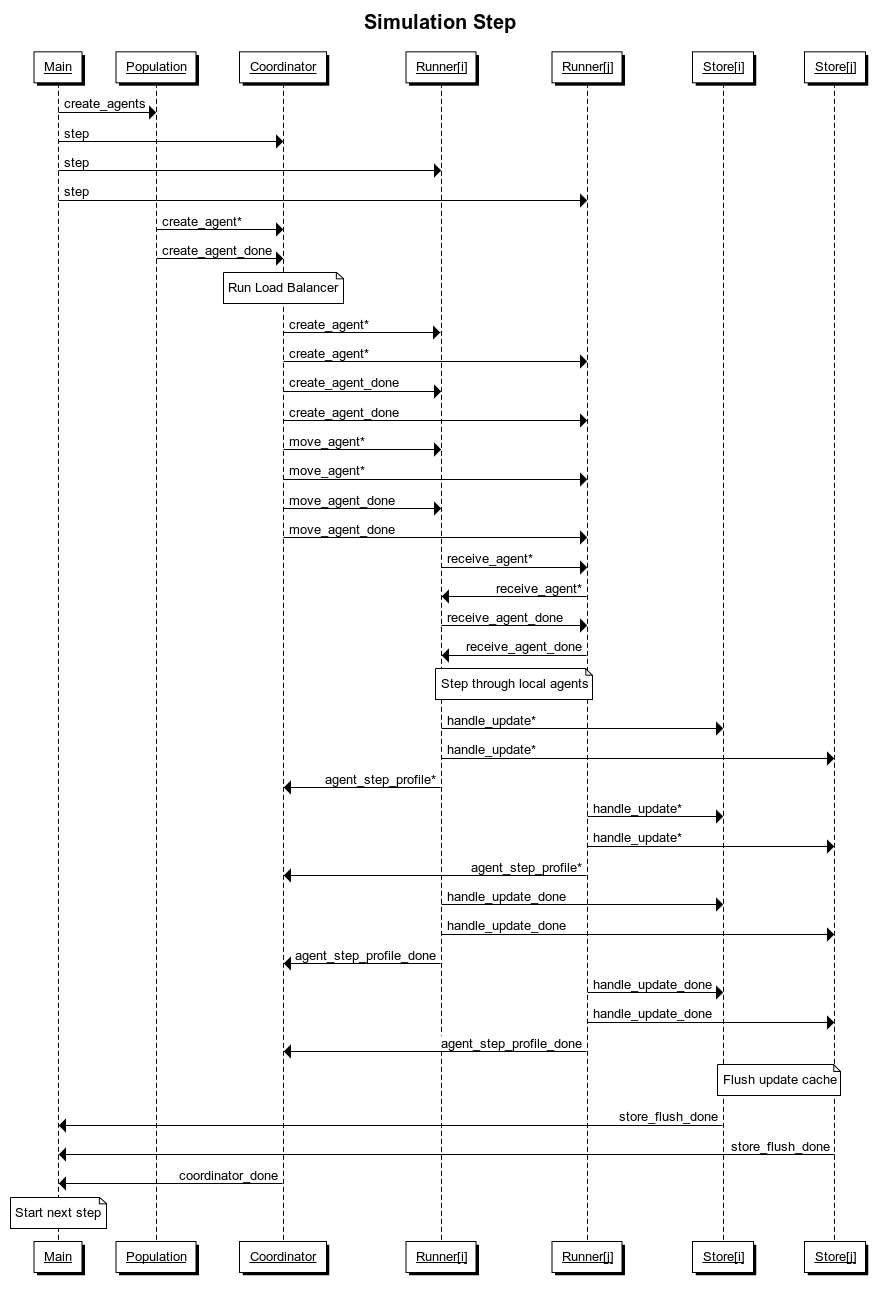 Simulation Step
Main
Population
Coordinator
Runner[i]
Runner[j]
Store[i]
Store[j]
create_agents
step
step
step
create_agent*
create_agent_done
Run Load Balancer
create_agent*
create_agent*
create_agent_done
create_agent_done
move_agent*
move_agent*
move_agent_done
move_agent_done
receive_agent*
receive_agent*
receive_agent_done
receive_agent_done
Step through local agents
handle_update*
handle_update*
agent_step_profile*
handle_update*
handle_update*
agent_step_profile*
handle_update_done
handle_update_done
agent_step_profile_done
handle_update_done
handle_update_done
agent_step_profile_done
Flush update cache
store_flush_done
store_flush_done
coordinator_done
Start next step
Main
Population
Coordinator
Runner[i]
Runner[j]
Store[i]
Store[j]